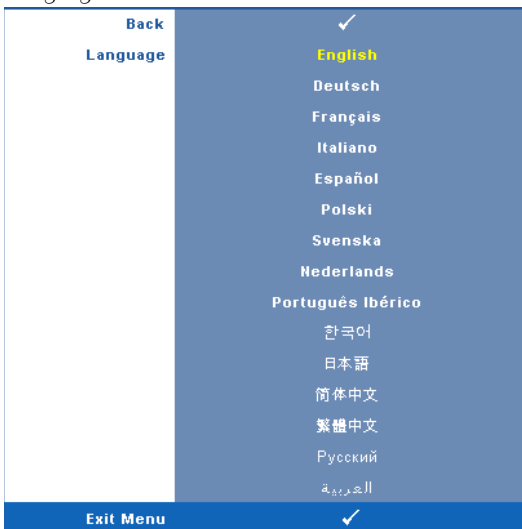 Back ✓
Language English
Deutsch
Français
Italiano
Español
Polski
Svenska
Nederlands
Português Ibérico
한국어
日本語
简体中文
繁體中文
Русский
العربية
Exit Menu ✓